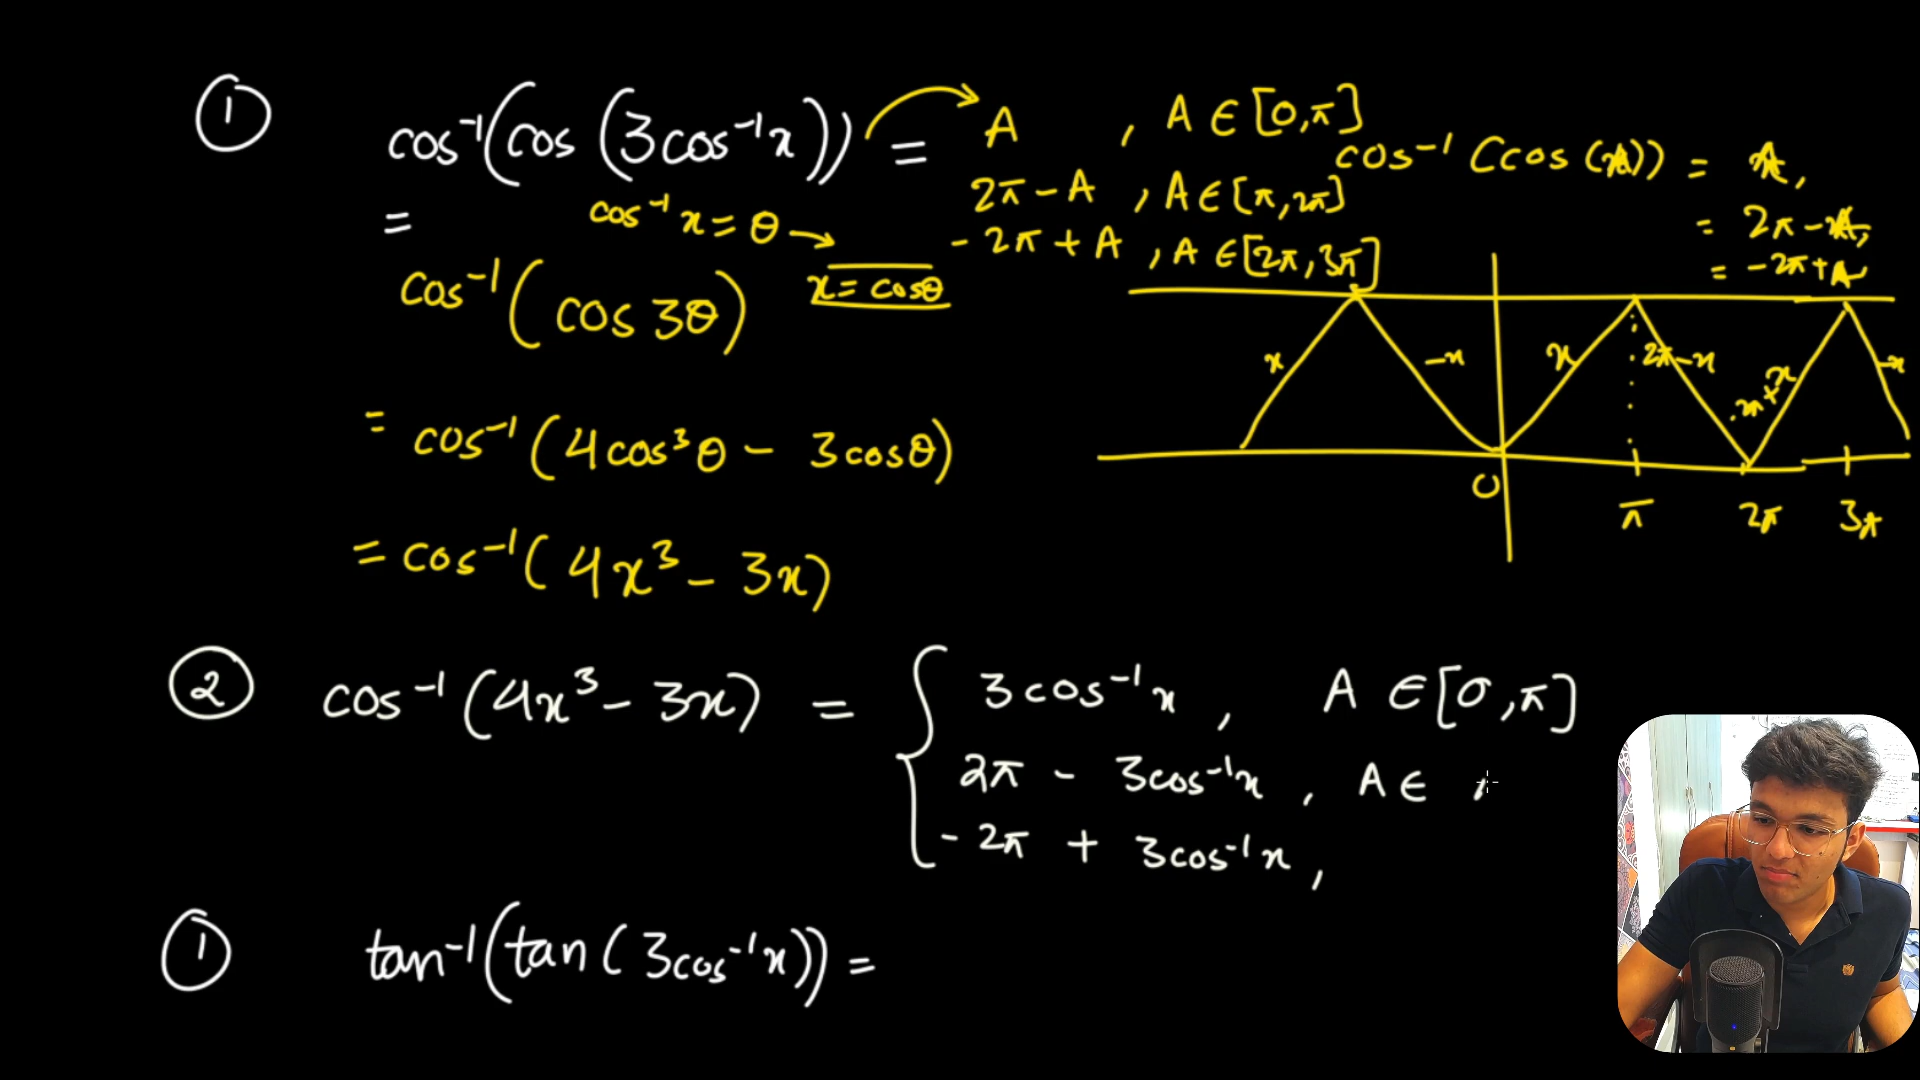 ① cos⁻¹(cos (3cos⁻¹x)) = A , A ∈ [0,π]
cos⁻¹ (cos ( )) = A,
= cos⁻¹x = θ → 2π-A , A ∈ [π,2π]
= 2π-A,
-2π+A , A ∈ [2π,3π]
= -2π+A
cos⁻¹( cos 3θ) x = cosθ
x -x x 2π-x -2π+x -x
= cos⁻¹ (4cos³θ - 3cosθ)
0 π 2π 3π
= cos⁻¹( 4x³ - 3x)
② cos⁻¹ (4x³ - 3x) = { 3cos⁻¹x , A ∈ [0,π]
2π - 3cos⁻¹x , A ∈
-2π + 3cos⁻¹x ,
① tan⁻¹(tan ( 3cos⁻¹x)) =